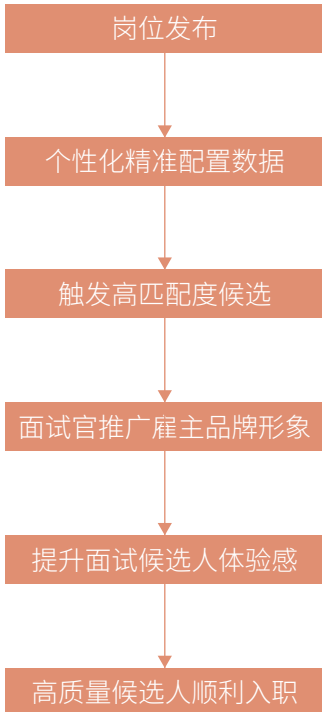 岗位发布
个性化精准配置数据
触发高匹配度候选
面试官推广雇主品牌形象
提升面试候选人体验感
高质量候选人顺利入职